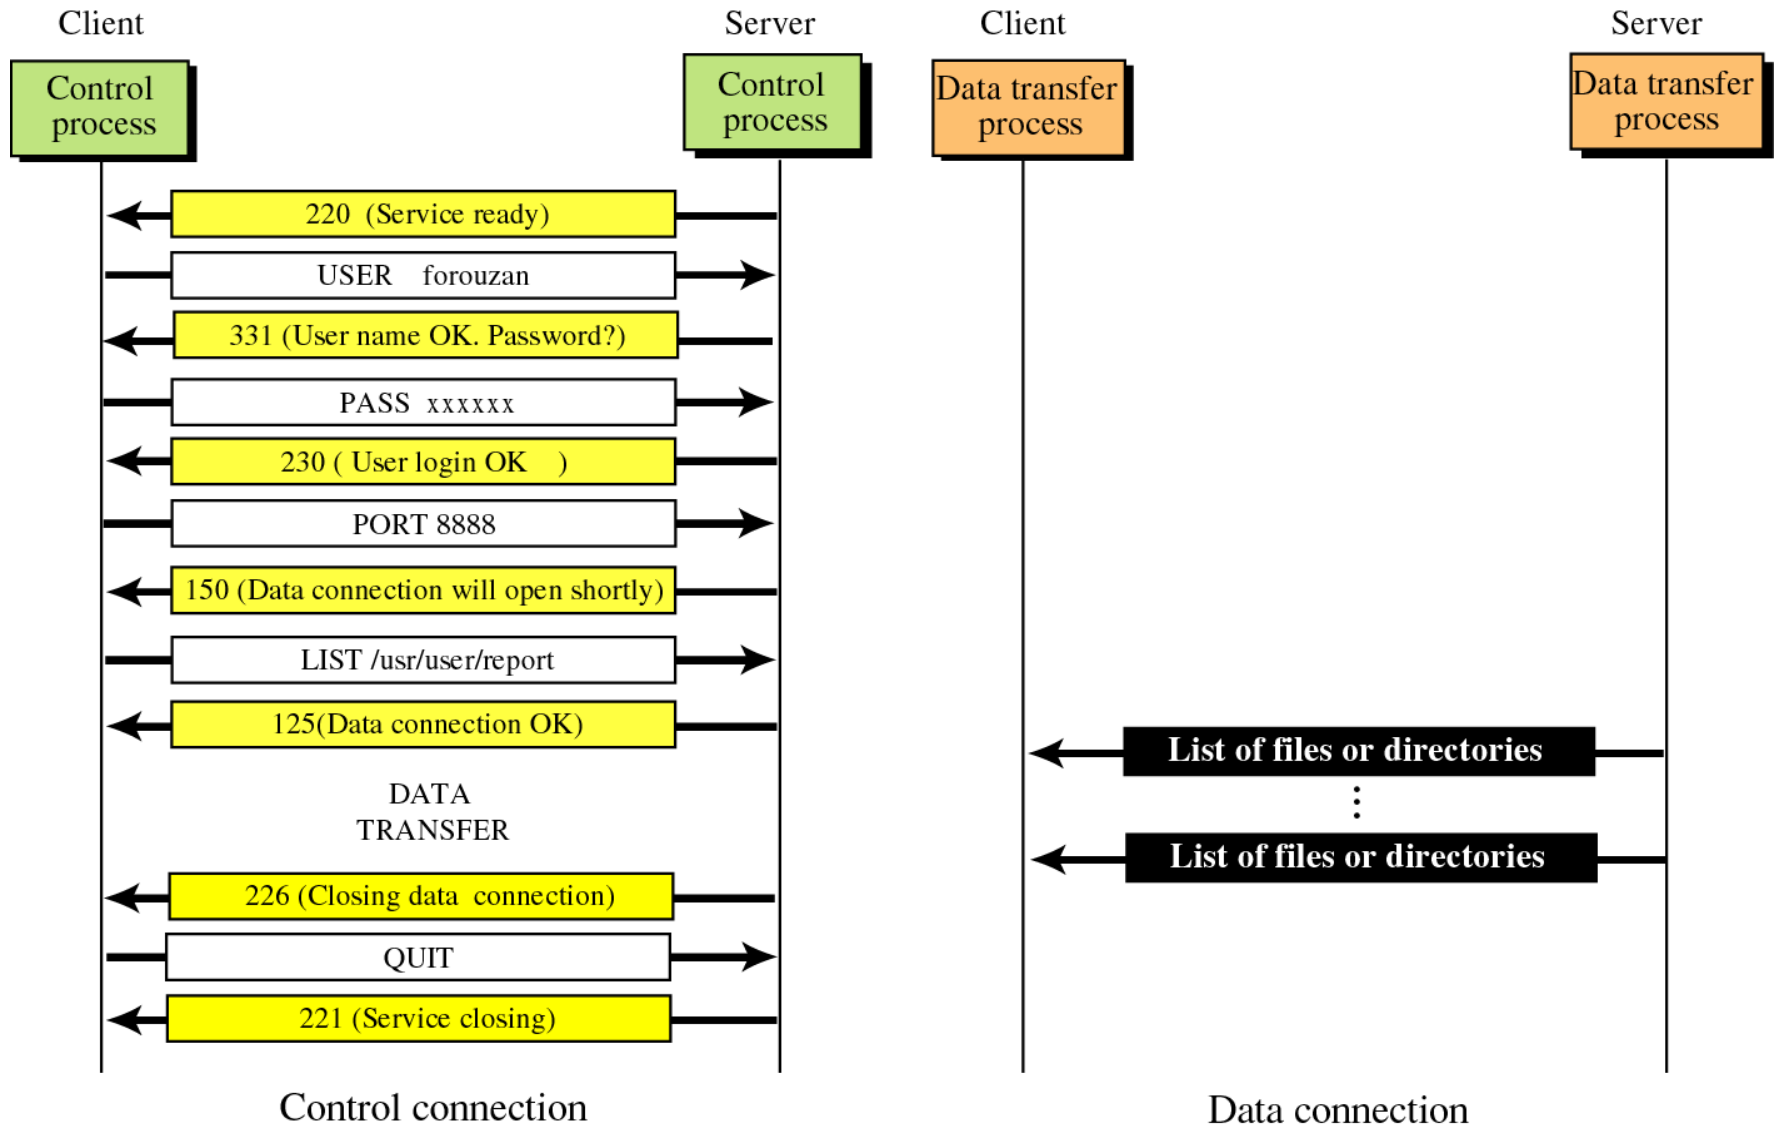 Client
Server
Client
Server
Control
process
Control
process
Data transfer
process
Data transfer
process
220 (Service ready)
USER forouzan
331 (User name OK. Password?)
PASS xxxxxx
230 ( User login OK )
PORT 8888
150 (Data connection will open shortly)
LIST /usr/user/report
125(Data connection OK)
List of files or directories
DATA
TRANSFER
List of files or directories
226 (Closing data connection)
QUIT
221 (Service closing)
Control connection
Data connection